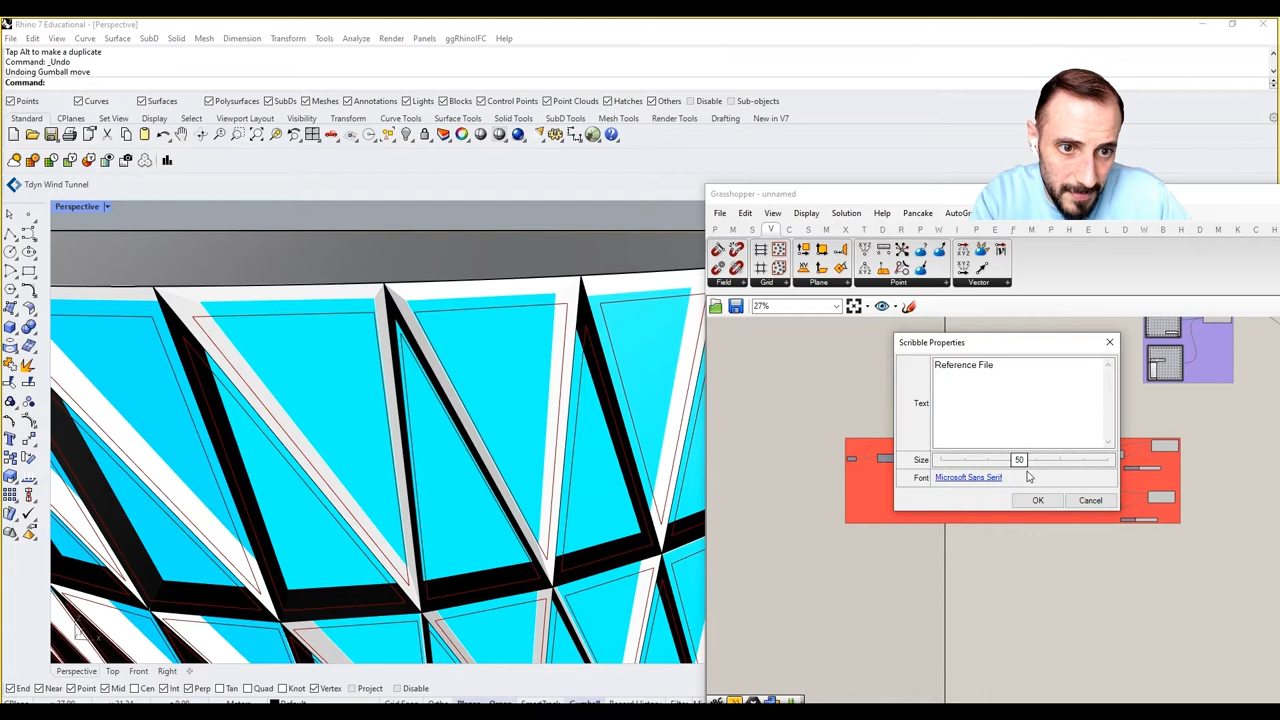 Rhino 7 Educational - [Perspective]
File Edit View Curve Surface SubD Solid Mesh Dimension Transform Tools Analyze Render Panels ggRhinoIFC Help
Tap Alt to make a duplicate
Command: _Undo
Undoing Gumball move
Command:
Points Curves Surfaces Polysurfaces SubDs Meshes Annotations Lights Blocks Control Points Point Clouds Hatches Others Disable Sub-objects
Standard CPlanes Set View Display Select Viewport Layout Visibility Transform Curve Tools Surface Tools Solid Tools SubD Tools Mesh Tools Render Tools Drafting New in V7
Tdyn Wind Tunnel
Perspective
Grasshopper - unnamed
File Edit View Display Solution Help Pancake
P M S V C S I M X T D R L B E F A M K C U H
Field Grid Plane Point Vector
27%
Scribble Properties
Text Reference File
Size 50
Font Microsoft Sans Serif
OK Cancel
Perspective Top Front Right
End Near Point Mid Cen Int Perp Tan Quad Knot Vertex Project Disable